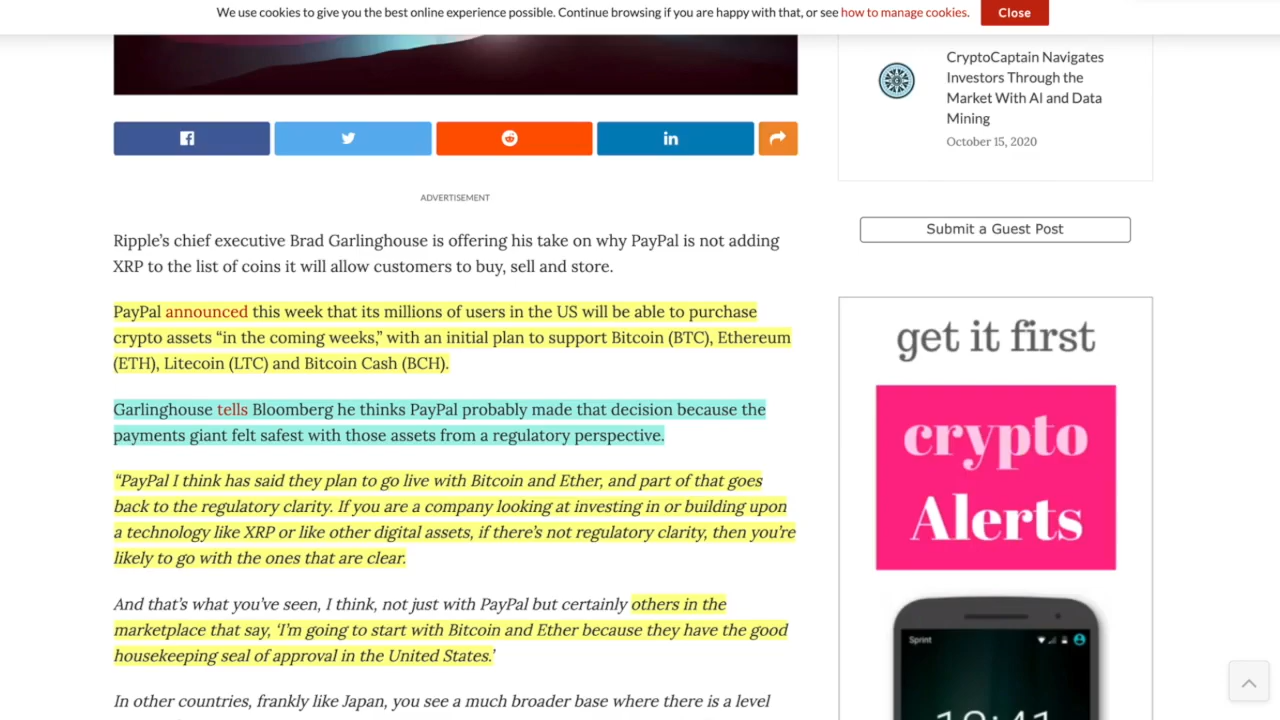 We use cookies to give you the best online experience possible. Continue browsing if you are happy with that, or see how to manage cookies.
Close
CryptoCaptain Navigates
Investors Through the
Market With AI and Data
Mining
October 15, 2020
ADVERTISEMENT
Submit a Guest Post
Ripple’s chief executive Brad Garlinghouse is offering his take on why PayPal is not adding
XRP to the list of coins it will allow customers to buy, sell and store.
PayPal announced this week that its millions of users in the US will be able to purchase
crypto assets “in the coming weeks,” with an initial plan to support Bitcoin (BTC), Ethereum
(ETH), Litecoin (LTC) and Bitcoin Cash (BCH).
Garlinghouse tells Bloomberg he thinks PayPal probably made that decision because the
payments giant felt safest with those assets from a regulatory perspective.
“PayPal I think has said they plan to go live with Bitcoin and Ether, and part of that goes
back to the regulatory clarity. If you are a company looking at investing in or building upon
a technology like XRP or like other digital assets, if there’s not regulatory clarity, then you’re
likely to go with the ones that are clear.
And that’s what you’ve seen, I think, not just with PayPal but certainly others in the
marketplace that say, ‘I’m going to start with Bitcoin and Ether because they have the good
housekeeping seal of approval in the United States.’
In other countries, frankly like Japan, you see a much broader base where there is a level
get it first
crypto
Alerts
Sprint
10:41